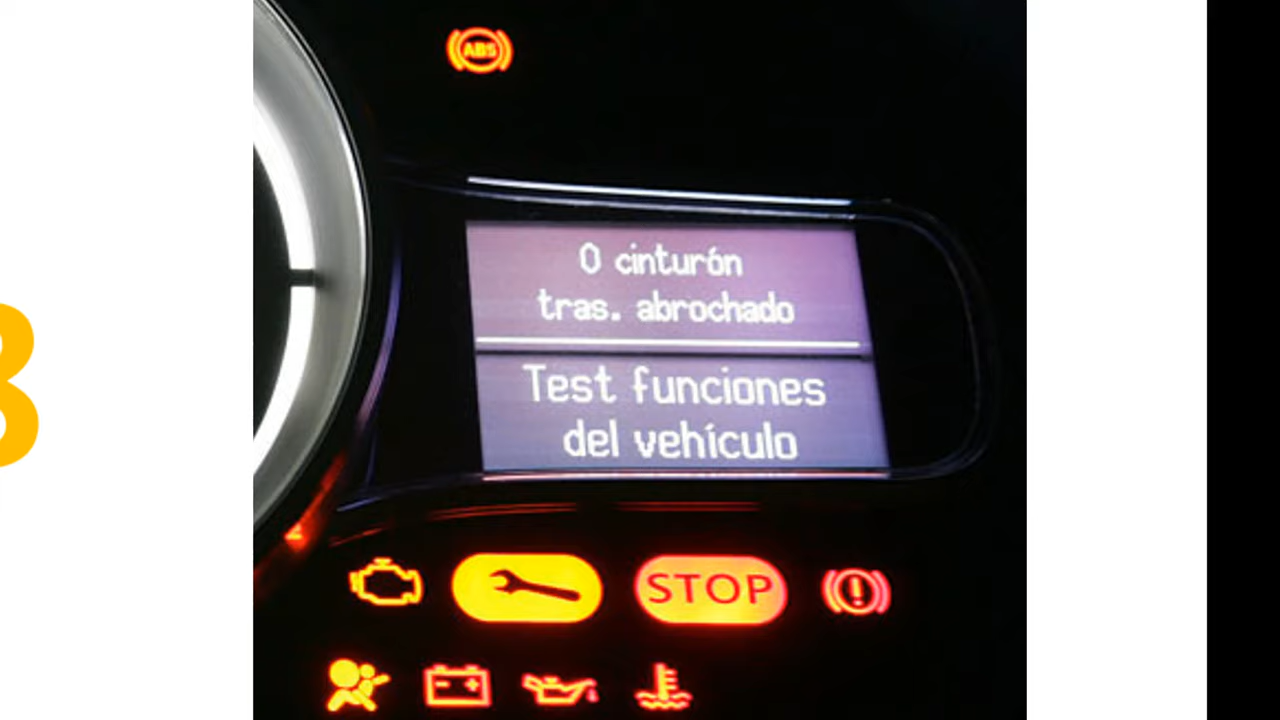 ABS
0 cinturón
tras. abrochado
Test funciones
del vehículo
STOP